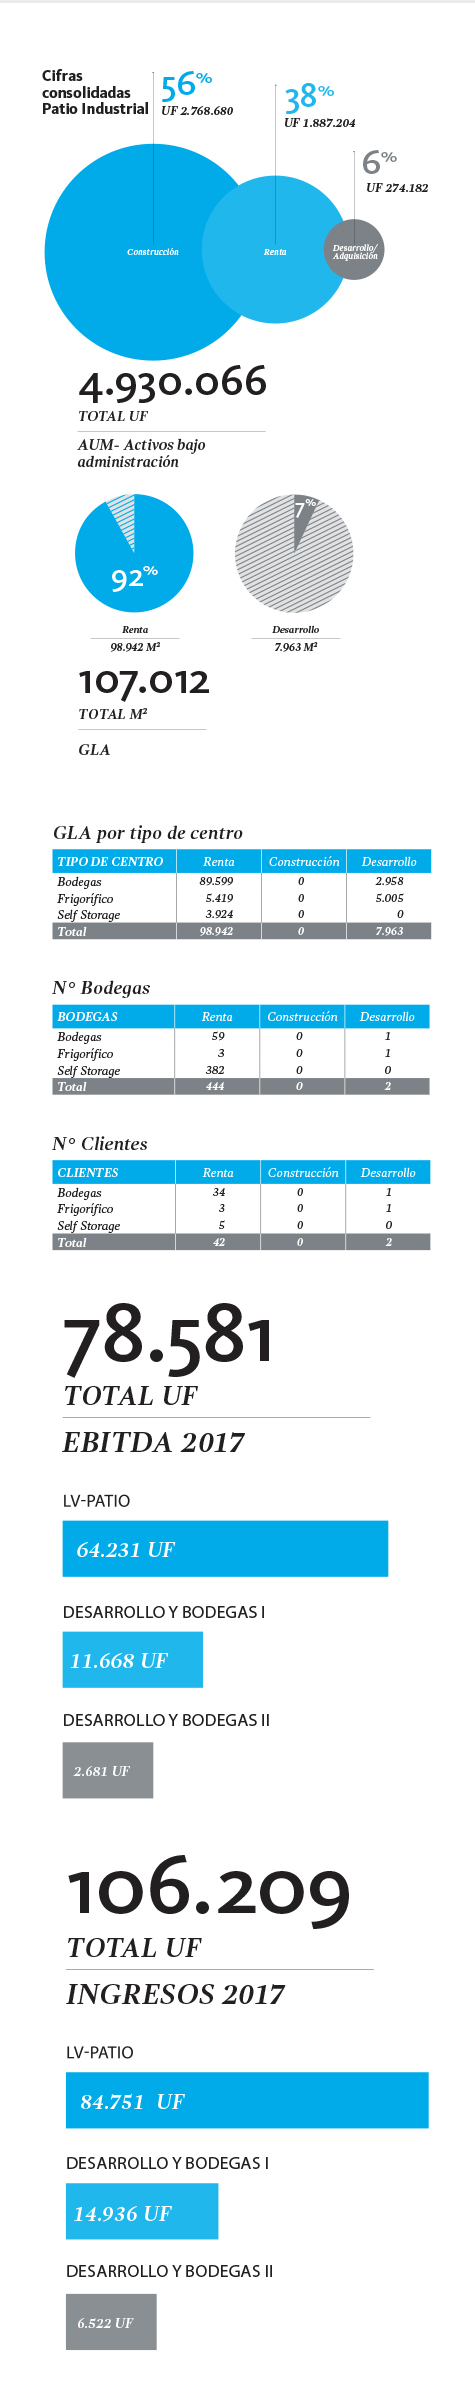 Cifras
consolidadas
Patio Industrial
56%
UF 2.768.680
38%
UF 1.887.204
6%
UF 274.182
Construcción
Renta
Desarrollo/
Adquisición
4.930.066
TOTAL UF
AUM- Activos bajo
administración
92%
7%
Renta
98.942 M²
Desarrollo
7.963 M²
107.012
TOTAL M²
GLA
GLA por tipo de centro
TIPO DE CENTRO Renta Construcción Desarrollo
Bodegas 89.599 0 2.958
Frigorífico 5.419 0 5.005
Self Storage 3.924 0 0
Total 98.942 0 7.963
N° Bodegas
BODEGAS Renta Construcción Desarrollo
Bodegas 59 0 1
Frigorífico 3 0 1
Self Storage 382 0 0
Total 444 0 2
N° Clientes
CLIENTES Renta Construcción Desarrollo
Bodegas 34 0 1
Frigorífico 3 0 1
Self Storage 5 0 0
Total 42 0 2
78.581
TOTAL UF
EBITDA 2017
LV-PATIO
64.231 UF
DESARROLLO Y BODEGAS I
11.668 UF
DESARROLLO Y BODEGAS II
2.681 UF
106.209
TOTAL UF
INGRESOS 2017
LV-PATIO
84.751 UF
DESARROLLO Y BODEGAS I
14.936 UF
DESARROLLO Y BODEGAS II
6.522 UF